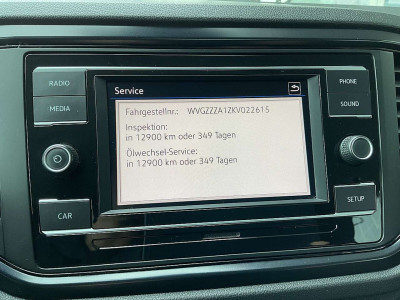 Service
RADIO
PHONE
MEDIA
SOUND
Fahrgestellnr.: WVGZZZA1ZKV022615
Inspektion:
in 12900 km oder 349 Tagen
Ölwechsel-Service:
in 12900 km oder 349 Tagen
CAR
SETUP